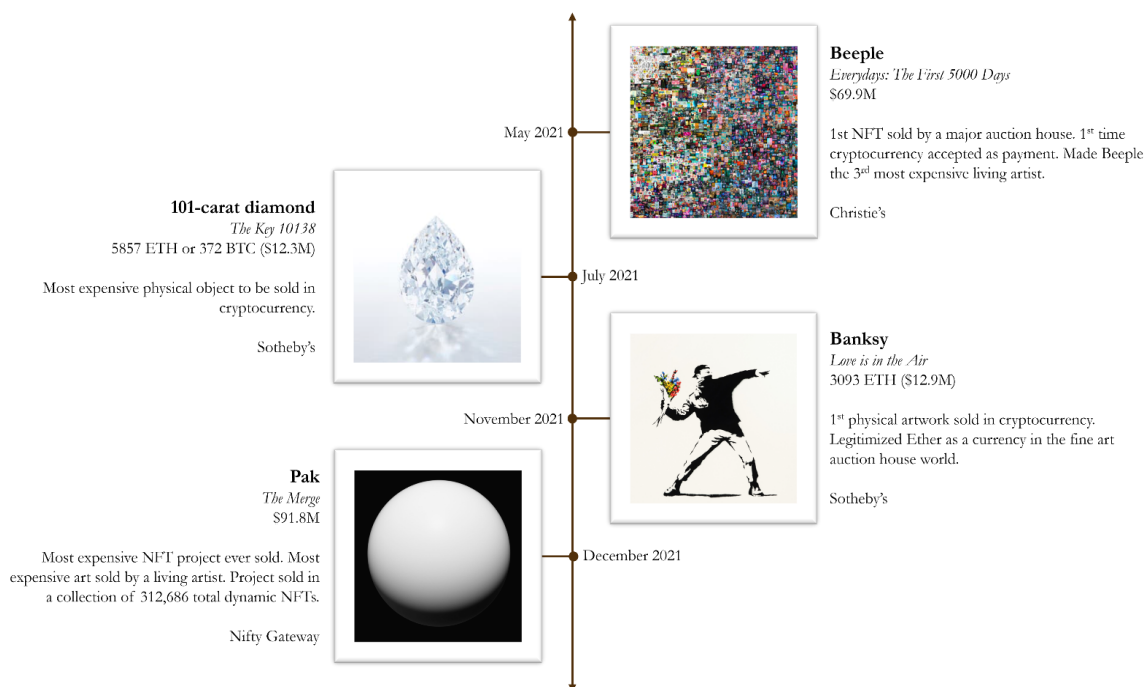 Beeple
Everydays: The First 5000 Days
$69.9M
1st NFT sold by a major auction house. 1st time
cryptocurrency accepted as payment. Made Beeple
the 3rd most expensive living artist.
Christie's
May 2021
101-carat diamond
The Key 10138
5857 ETH or 372 BTC ($12.3M)
Most expensive physical object to be sold in
cryptocurrency.
Sotheby's
July 2021
Banksy
Love is in the Air
3093 ETH ($12.9M)
1st physical artwork sold in cryptocurrency.
Legitimized Ether as a currency in the fine art
auction house world.
Sotheby's
November 2021
Pak
The Merge
$91.8M
Most expensive NFT project ever sold. Most
expensive art sold by a living artist. Project sold in
a collection of 312,686 total dynamic NFTs.
Nifty Gateway
December 2021